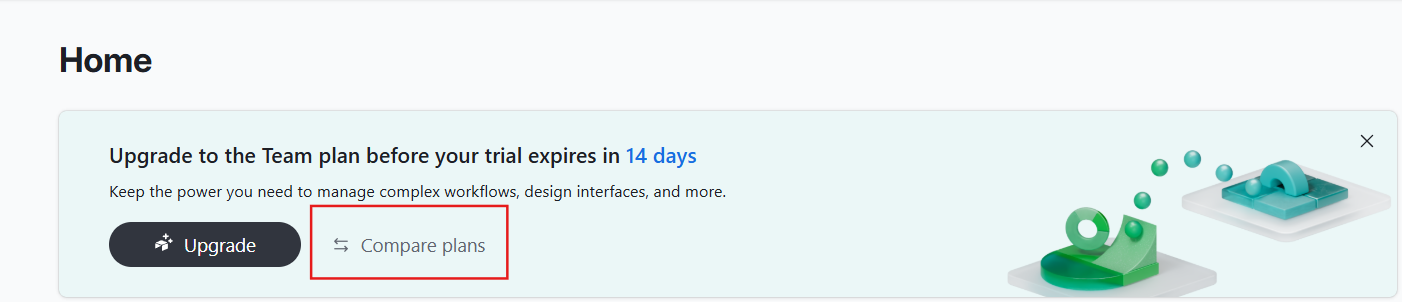 Home
Upgrade to the Team plan before your trial expires in 14 days
Keep the power you need to manage complex workflows, design interfaces, and more.
Upgrade
Compare plans